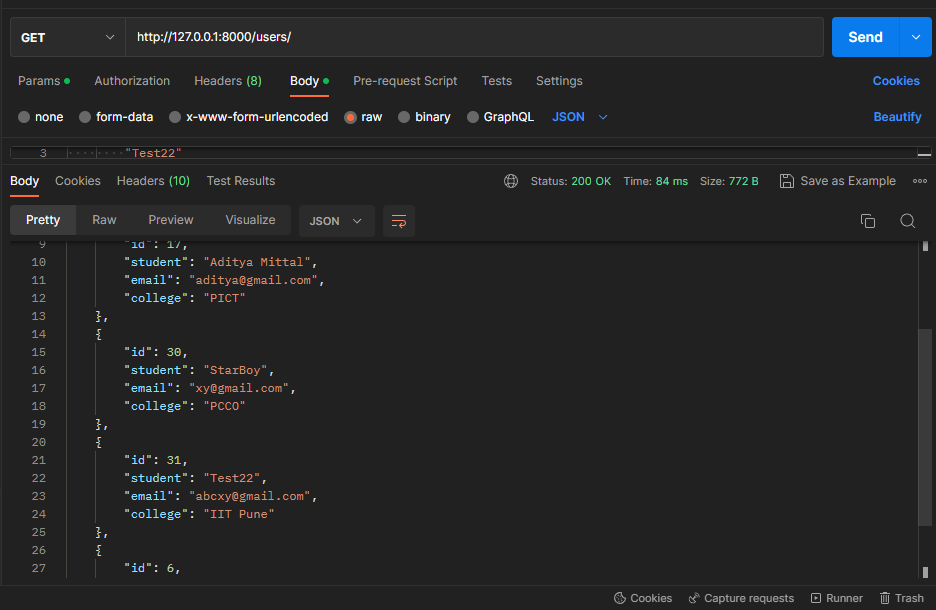 GET http://127.0.0.1:8000/users/ Send
Params Authorization Headers (8) Body Pre-request Script Tests Settings Cookies
none form-data x-www-form-urlencoded raw binary GraphQL JSON Beautify
3 "Test22"
Body Cookies Headers (10) Test Results Status: 200 OK Time: 84 ms Size: 772 B Save as Example
Pretty Raw Preview Visualize JSON
9 "id": 17,
10 "student": "Aditya Mittal",
11 "email": "aditya@gmail.com",
12 "college": "PICT"
13 },
14 {
15 "id": 30,
16 "student": "StarBoy",
17 "email": "xy@gmail.com",
18 "college": "PCCO"
19 },
20 {
21 "id": 31,
22 "student": "Test22",
23 "email": "abcxy@gmail.com",
24 "college": "IIT Pune"
25 },
26 {
27 "id": 6,
Cookies Capture requests Runner Trash